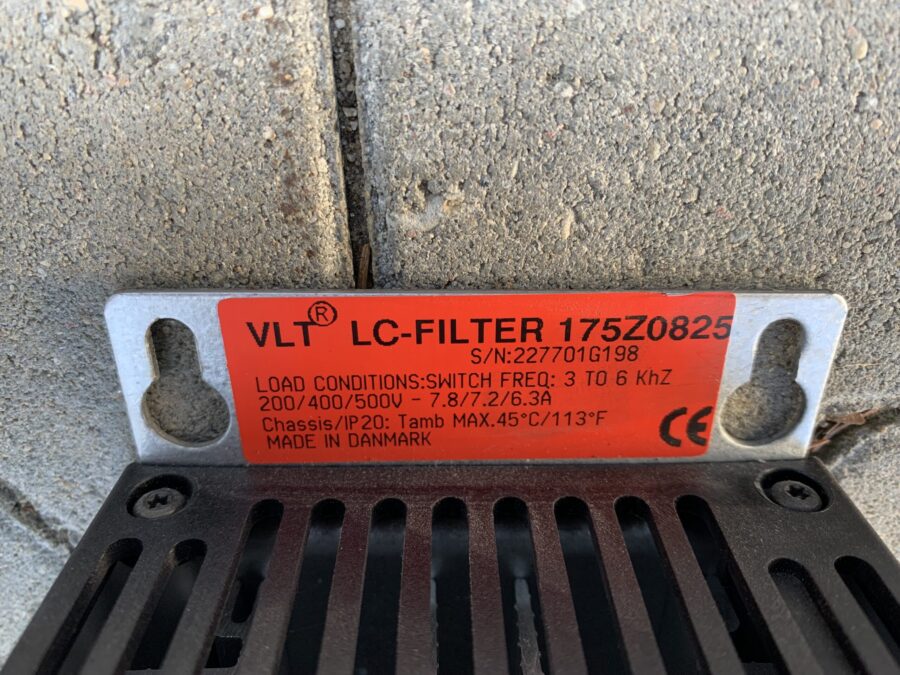 VLT® LC-FILTER 175Z0825
S/N:227701G198
LOAD CONDITIONS:SWITCH FREQ: 3 TO 6 KhZ
200/400/500V - 7.8/7.2/6.3A
Chassis/IP20: Tamb MAX.45°C/113°F
MADE IN DANMARK
CE